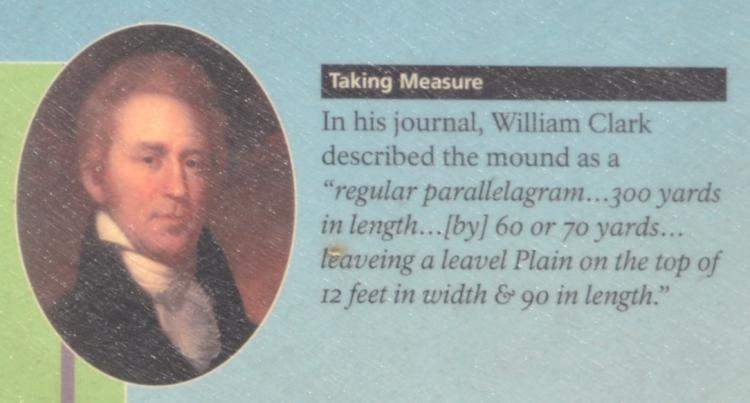 Taking Measure
In his journal, William Clark
described the mound as a
“regular parallelagram...300 yards
in length...[by] 60 or 70 yards...
leaveing a leavel Plain on the top of
12 feet in width & 90 in length.”